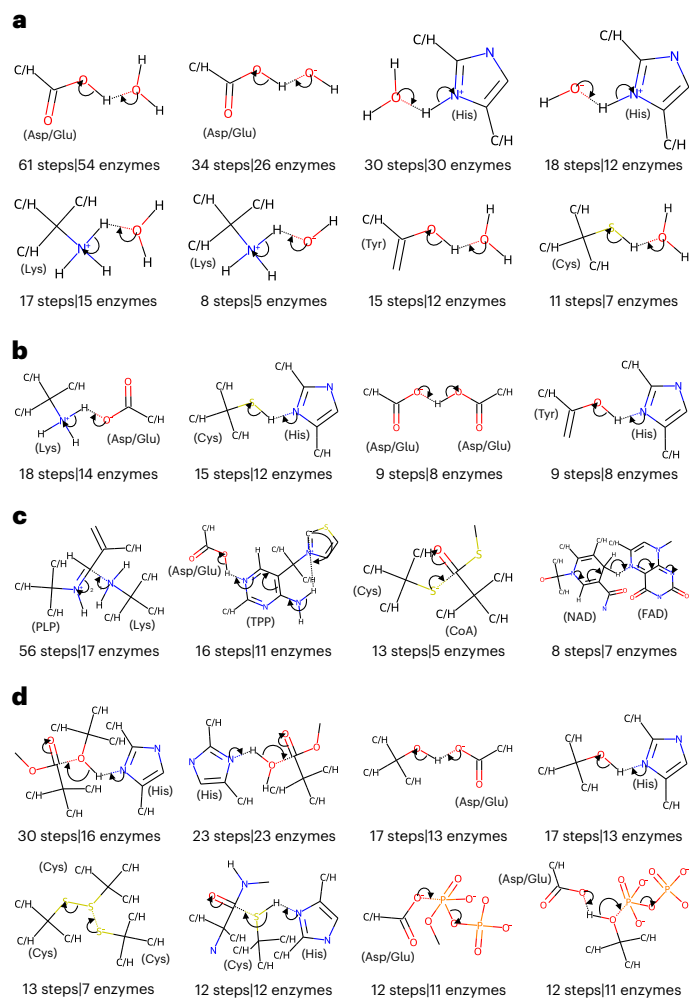 a
C/H O H H O H (Asp/Glu)
61 steps|54 enzymes
C/H O H O⁻ H O (Asp/Glu)
34 steps|26 enzymes
C/H N H O H H N⁺ (His) C/H
30 steps|30 enzymes
C/H N O⁻ H H N⁺ (His) C/H
18 steps|12 enzymes
C/H C/H H H O C/H N⁺ (Lys) H H H
17 steps|15 enzymes
C/H C/H H H O⁻ C/H N⁺ (Lys) H H
8 steps|5 enzymes
C/H O H H O H (Tyr)
15 steps|12 enzymes
C/H S H H O H C/H C/H (Cys)
11 steps|7 enzymes
b
C/H C/H C/H H O O N⁺ H H C/H (Lys) (Asp/Glu)
18 steps|14 enzymes
C/H N S C/H H N C/H (Cys) (His) C/H
15 steps|12 enzymes
C/H O⁻ H O C/H O O (Asp/Glu) (Asp/Glu)
9 steps|8 enzymes
C/H N O H N (Tyr) (His) C/H
9 steps|8 enzymes
c
H C/H C/H C/H N H N H H C/H C/H C/H (PLP) (Lys)
56 steps|17 enzymes
C/H O O H (Asp/Glu) H C/H C/H S C N⁺ N C/H N N H H H (TPP)
16 steps|11 enzymes
C/H O S C/H C/H S⁻ C/H C/H C/H (Cys) (CoA)
13 steps|5 enzymes
C/H C/H H H H N N N N C/H O H N O O N O (NAD) (FAD)
8 steps|7 enzymes
d
C/H C/H C/H O O O H N N C/H C/H C/H C/H (His)
30 steps|16 enzymes
C/H N N H O H O O C/H C/H C/H C/H (His)
23 steps|23 enzymes
C/H O H O⁻ C/H C/H C/H O (Asp/Glu)
17 steps|13 enzymes
C/H N C/H O H N C/H C/H (His) C/H
17 steps|13 enzymes
(Cys) C/H C/H C/H C/H S S S⁻ C/H C/H C/H C/H C/H (Cys) (Cys)
13 steps|7 enzymes
H N O S H C/H N N C/H N C/H C/H C/H C/H (Cys) (His)
12 steps|12 enzymes
C/H O O⁻ O P O⁻ O O O P O⁻ O⁻ (Asp/Glu)
12 steps|11 enzymes
C/H (Asp/Glu) O O H H O O P O⁻ O O P O⁻ O⁻ C/H C/H C/H
12 steps|11 enzymes